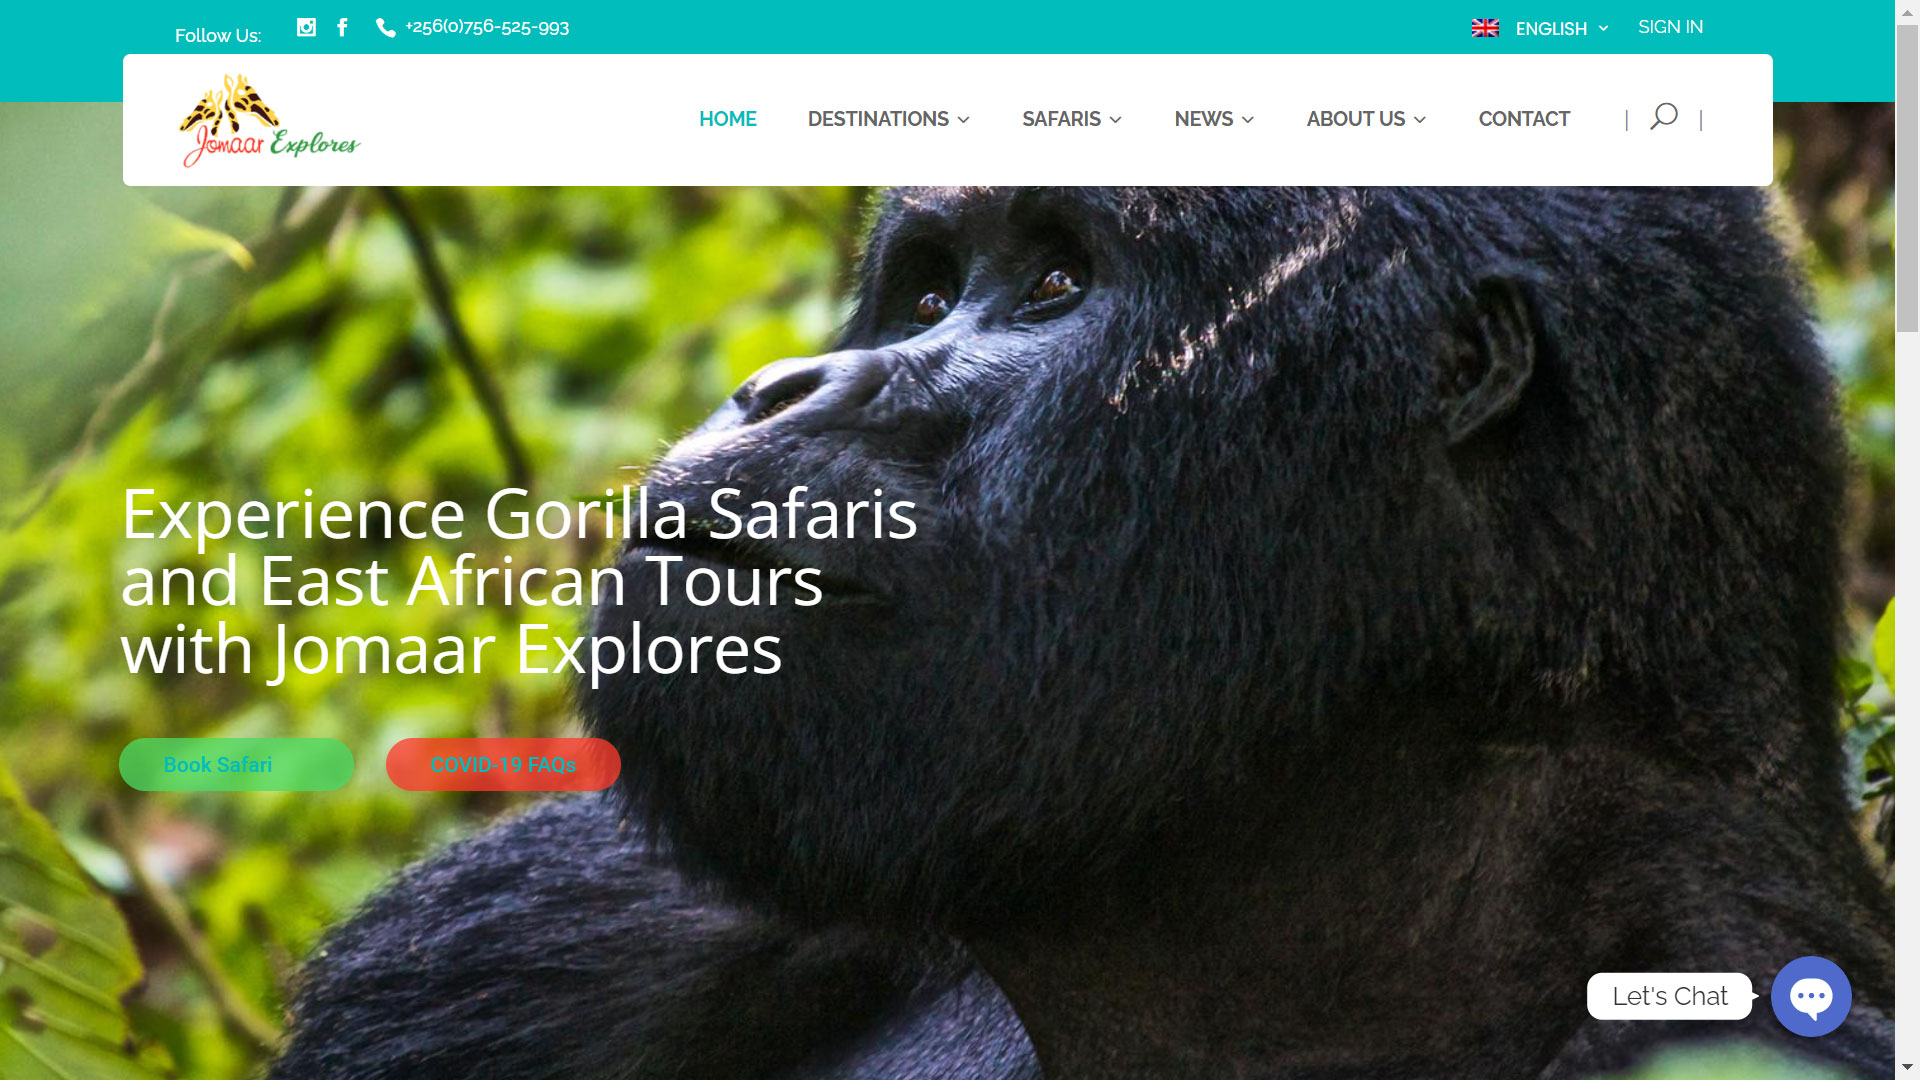 Follow Us:
+256(0)756-525-993
ENGLISH
SIGN IN
Jomaar Explores
HOME
DESTINATIONS
SAFARIS
NEWS
ABOUT US
CONTACT
|
|
Experience Gorilla Safaris
and East African Tours
with Jomaar Explores
Book Safari
COVID-19 FAQs
Let's Chat